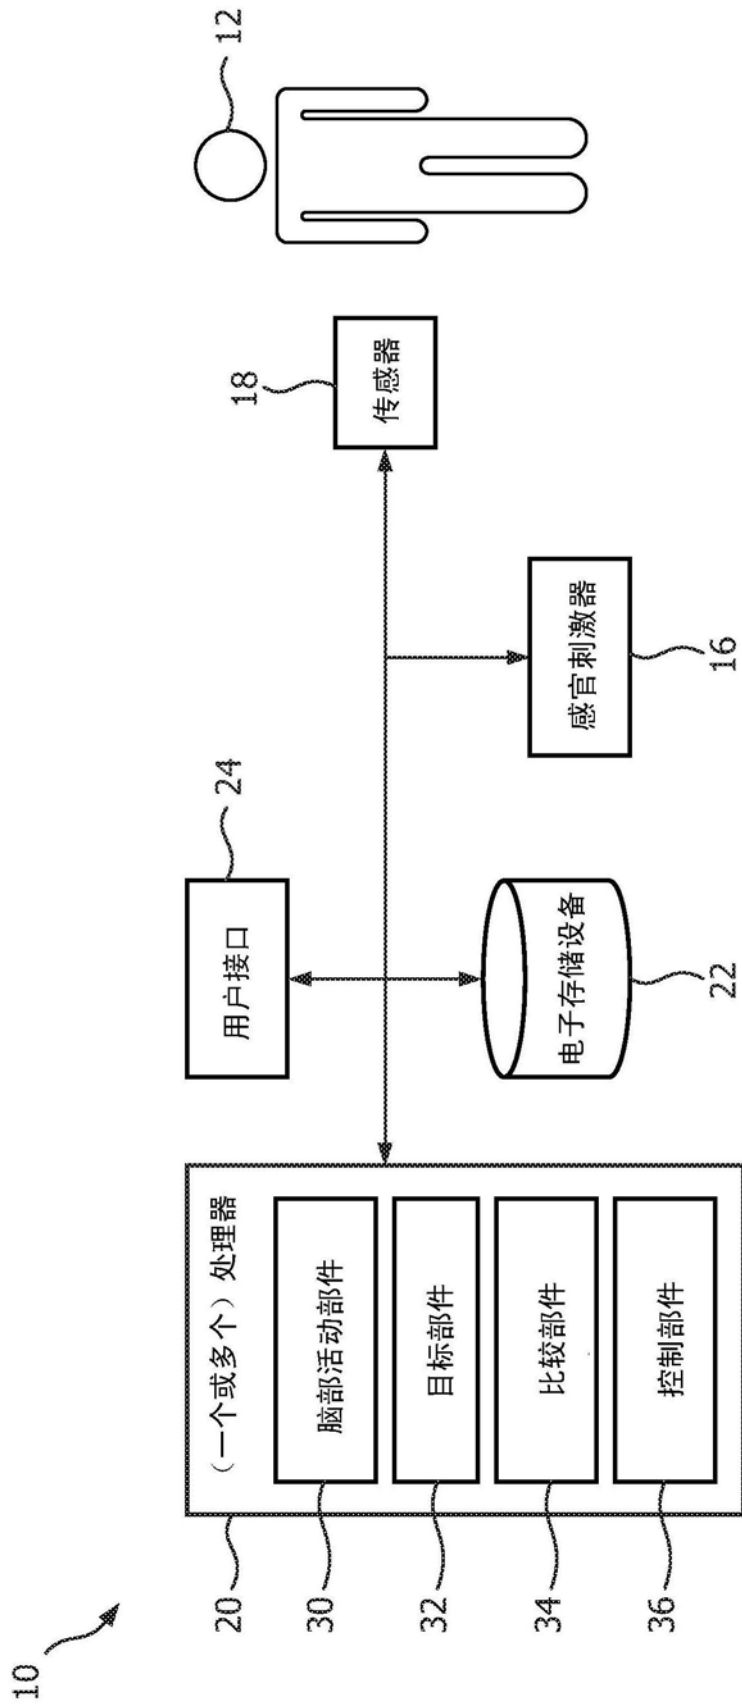 10
20
（一个或多个）处理器
30
脑部活动部件
32
目标部件
34
比较部件
36
控制部件
用户接口
24
电子存储设备
22
感官刺激器
16
18
传感器
12